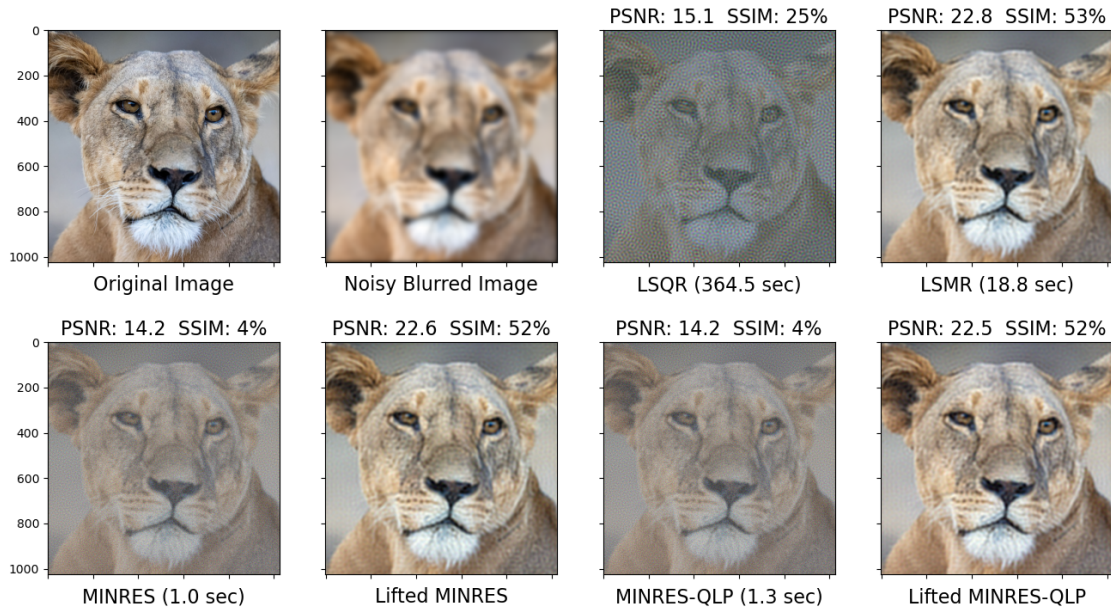 PSNR: 15.1  SSIM: 25%
PSNR: 22.8  SSIM: 53%
0
200
400
600
800
1000
Original Image
Noisy Blurred Image
LSQR (364.5 sec)
LSMR (18.8 sec)
PSNR: 14.2  SSIM: 4%
PSNR: 22.6  SSIM: 52%
PSNR: 14.2  SSIM: 4%
PSNR: 22.5  SSIM: 52%
0
200
400
600
800
1000
MINRES (1.0 sec)
Lifted MINRES
MINRES-QLP (1.3 sec)
Lifted MINRES-QLP